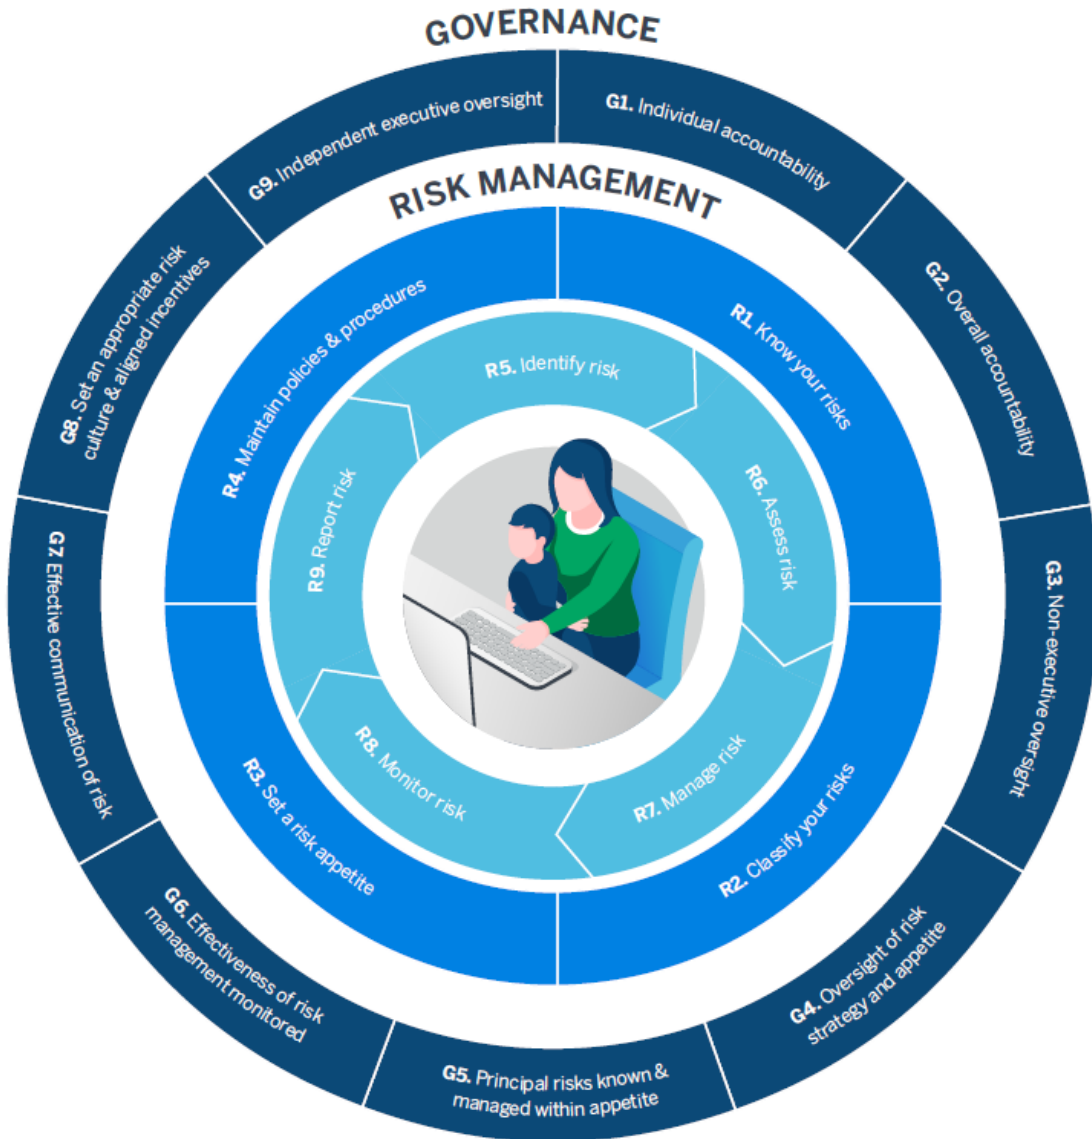 GOVERNANCE
G1. Individual accountability
G2. Overall accountability
G3. Non-executive oversight
G4. Oversight of risk
strategy and appetite
G5. Principal risks known &
managed within appetite
G6. Effectiveness of risk
management monitored
G7. Effective communication of risk
G8. Set an appropriate risk
culture & aligned incentives
G9. Independent executive oversight
RISK MANAGEMENT
R1. Know your risks
R2. Classify your risks
R3. Set a risk appetite
R4. Maintain policies & procedures
R5. Identify risk
R6. Assess risk
R7. Manage risk
R8. Monitor risk
R9. Report risk